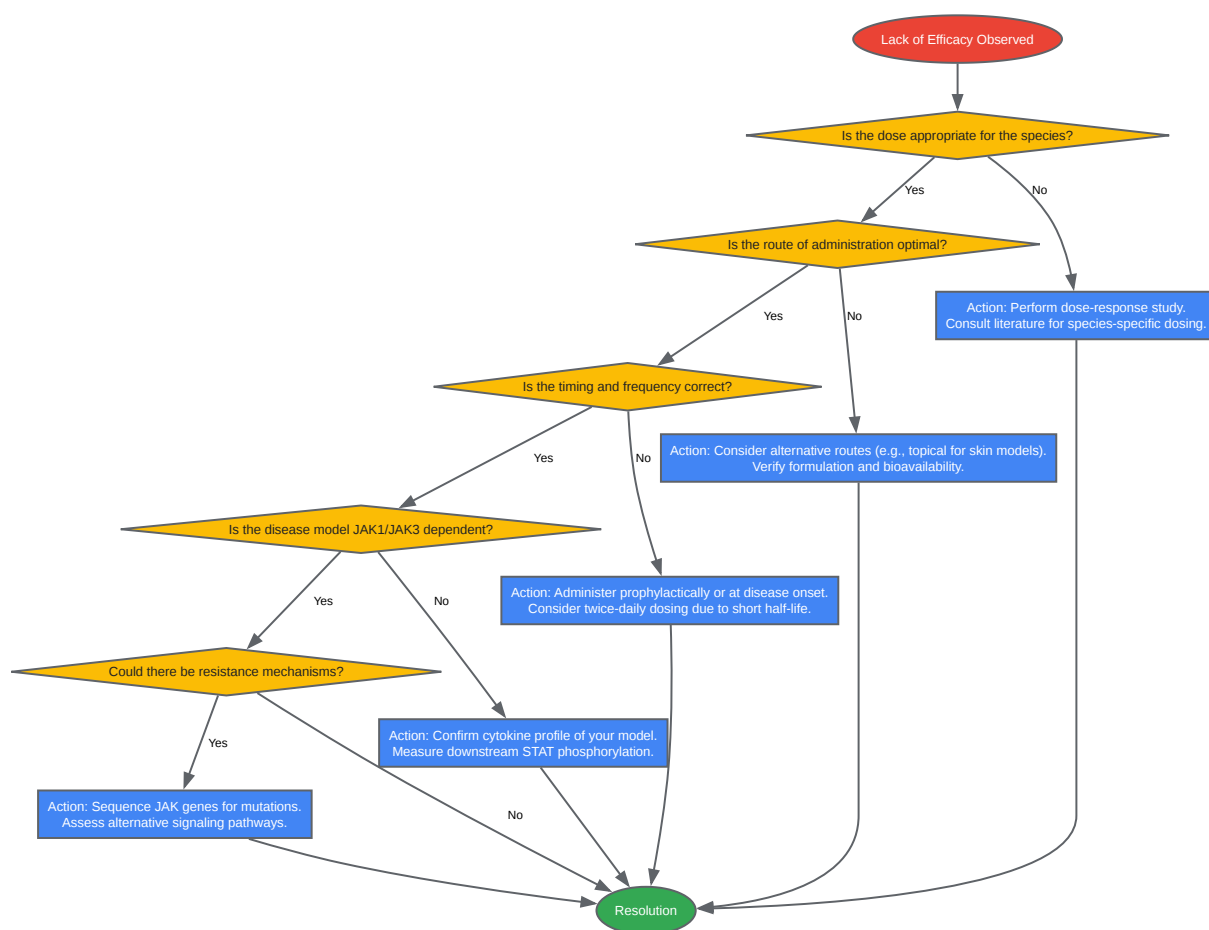 Lack of Efficacy Observed
Is the dose appropriate for the species?
Yes
No
Is the route of administration optimal?
Action: Perform dose-response study.
Consult literature for species-specific dosing.
Yes
No
Is the timing and frequency correct?
Action: Consider alternative routes (e.g., topical for skin models).
Verify formulation and bioavailability.
Yes
No
Is the disease model JAK1/JAK3 dependent?
Action: Administer prophylactically or at disease onset.
Consider twice-daily dosing due to short half-life.
Yes
No
Could there be resistance mechanisms?
Action: Confirm cytokine profile of your model.
Measure downstream STAT phosphorylation.
Yes
No
Action: Sequence JAK genes for mutations.
Assess alternative signaling pathways.
Resolution